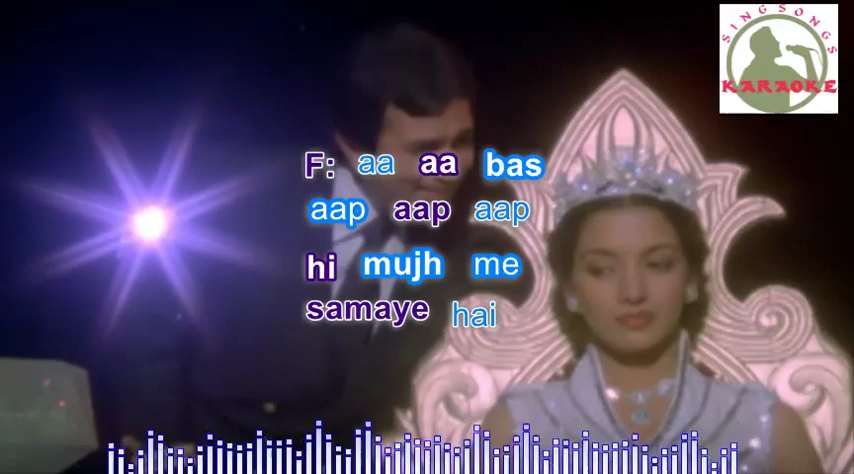 SINGSONGS
KARAOKE
F: aa aa bas
aap aap aap
hi mujh me
samaye hai